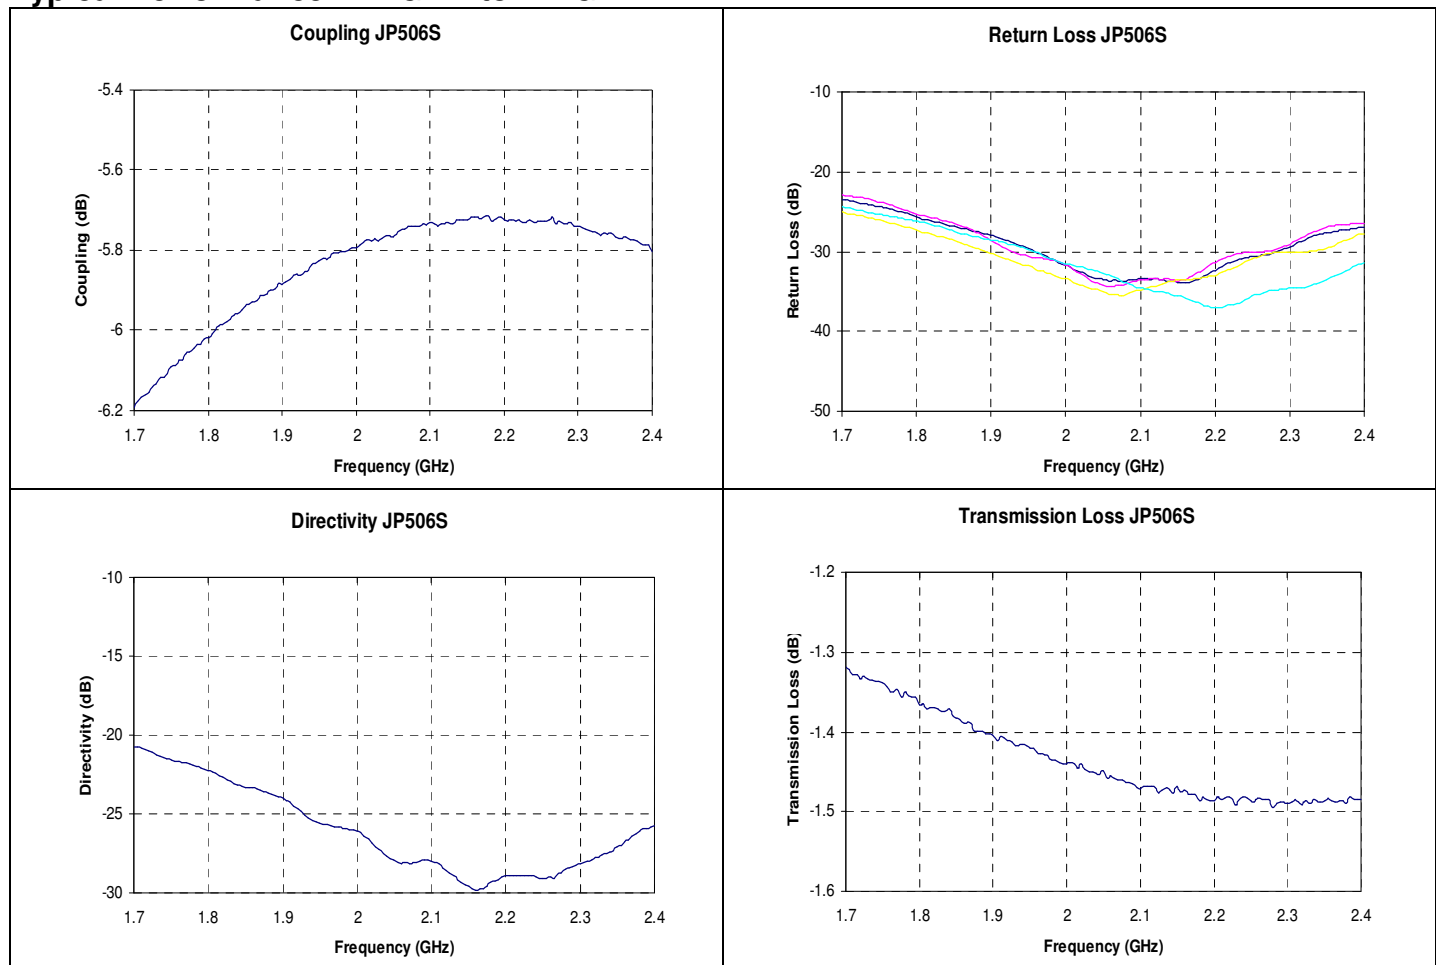 Coupling JP506S
-5.4
-5.6
-5.8
-6
-6.2
Coupling (dB)
1.7 1.8 1.9 2 2.1 2.2 2.3 2.4
Frequency (GHz)
Return Loss JP506S
-10
-20
-30
-40
-50
Return Loss (dB)
1.7 1.8 1.9 2 2.1 2.2 2.3 2.4
Frequency (GHz)
Directivity JP506S
-10
-15
-20
-25
-30
Directivity (dB)
1.7 1.8 1.9 2 2.1 2.2 2.3 2.4
Frequency (GHz)
Transmission Loss JP506S
-1.2
-1.3
-1.4
-1.5
-1.6
Transmission Loss (dB)
1.7 1.8 1.9 2 2.1 2.2 2.3 2.4
Frequency (GHz)